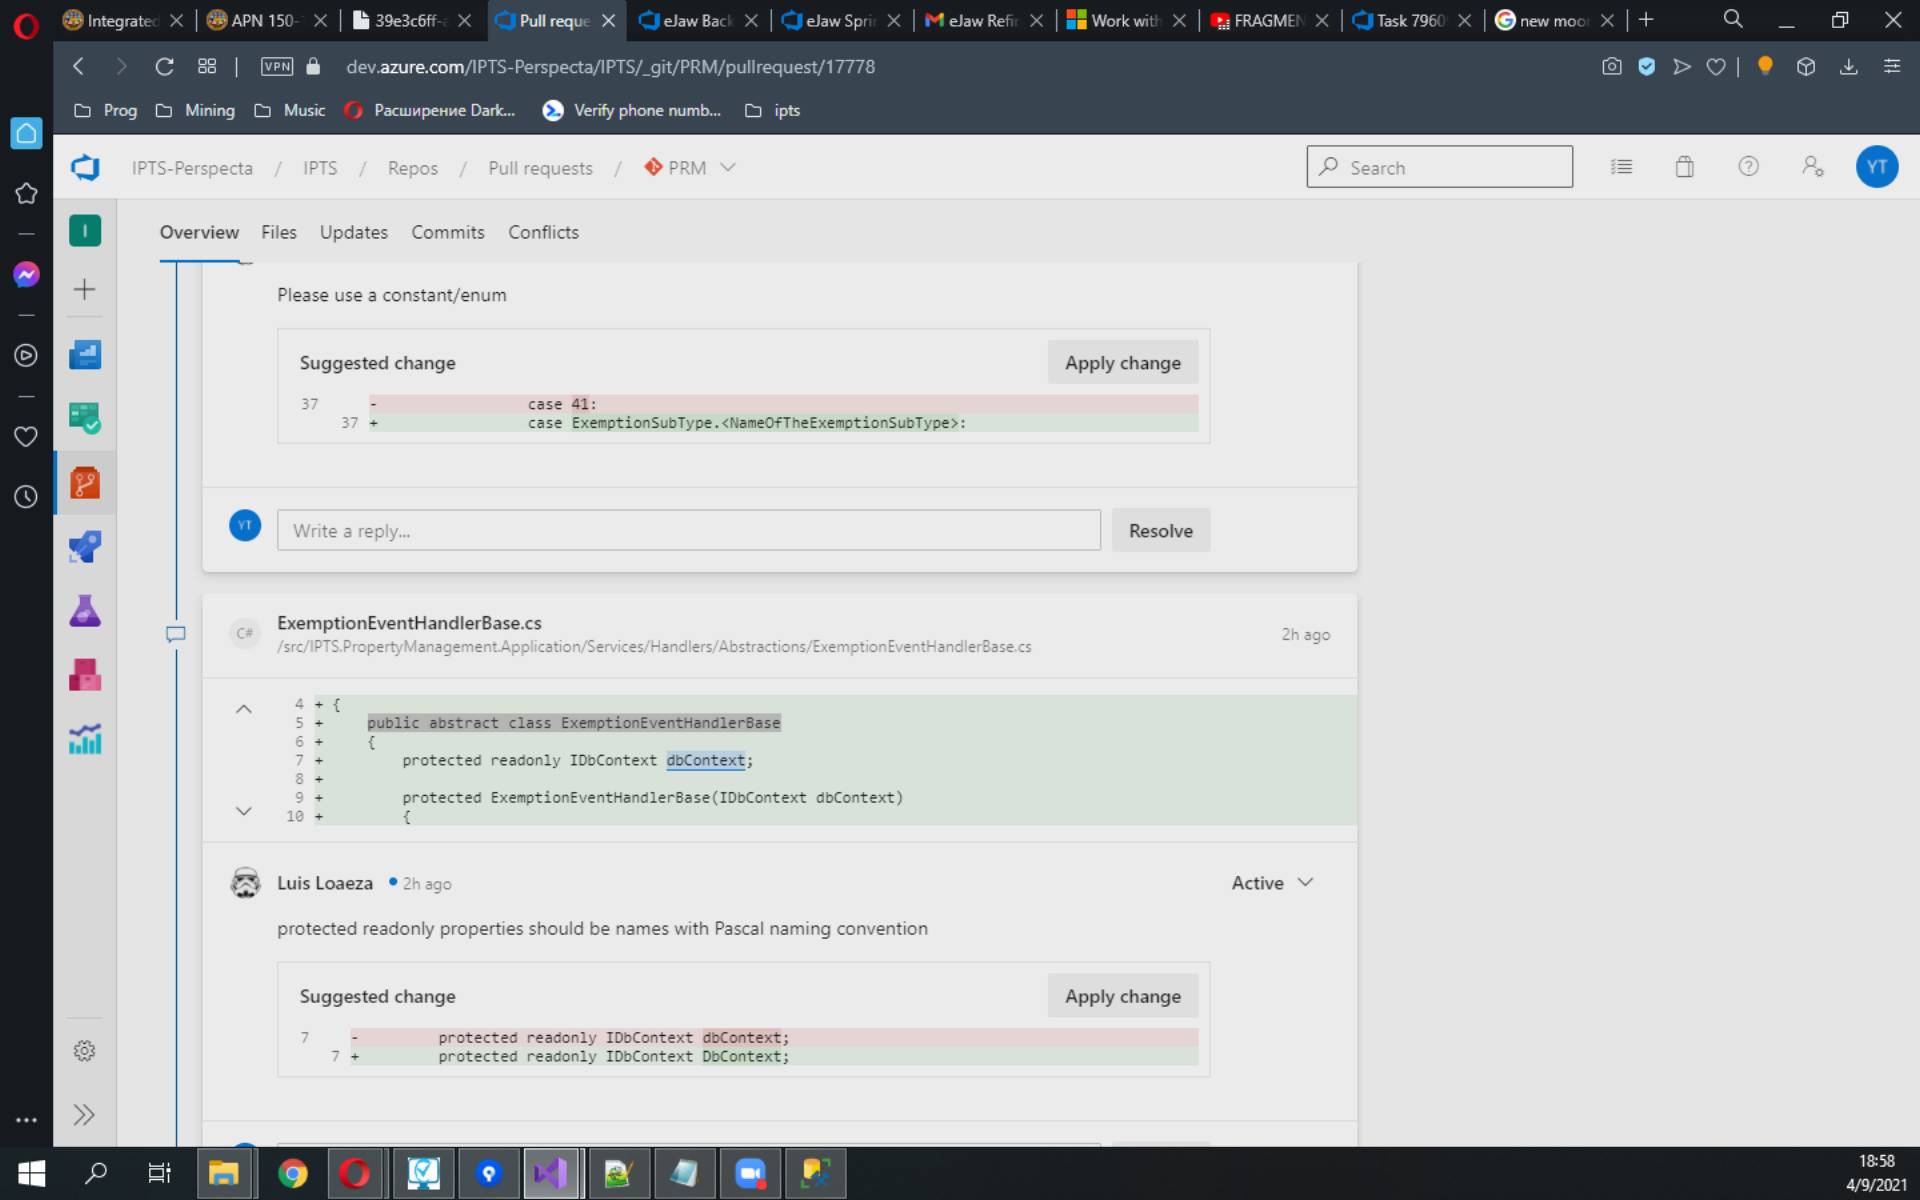 Integrated
APN 150-
39e3c6ff-
Pull reque
eJaw Back
eJaw Sprin
eJaw Refin
Work with
FRAGMEN
Task 7960
new moo
VPN
dev.azure.com/IPTS-Perspecta/IPTS/_git/PRM/pullrequest/17778
Prog
Mining
Music
Расширение Dark...
Verify phone numb...
ipts
IPTS-Perspecta / IPTS / Repos / Pull requests / PRM
Search
YT
I
Overview
Files
Updates
Commits
Conflicts
Please use a constant/enum
Suggested change
Apply change
37 - case 41:
37 + case ExemptionSubType.<NameOfTheExemptionSubType>:
YT
Write a reply...
Resolve
C#
ExemptionEventHandlerBase.cs
/src/IPTS.PropertyManagement.Application/Services/Handlers/Abstractions/ExemptionEventHandlerBase.cs
2h ago
4 + {
5 + public abstract class ExemptionEventHandlerBase
6 + {
7 + protected readonly IDbContext dbContext;
8 +
9 + protected ExemptionEventHandlerBase(IDbContext dbContext)
10 + {
Luis Loaeza
2h ago
Active
protected readonly properties should be names with Pascal naming convention
Suggested change
Apply change
7 - protected readonly IDbContext dbContext;
7 + protected readonly IDbContext DbContext;
18:58
4/9/2021